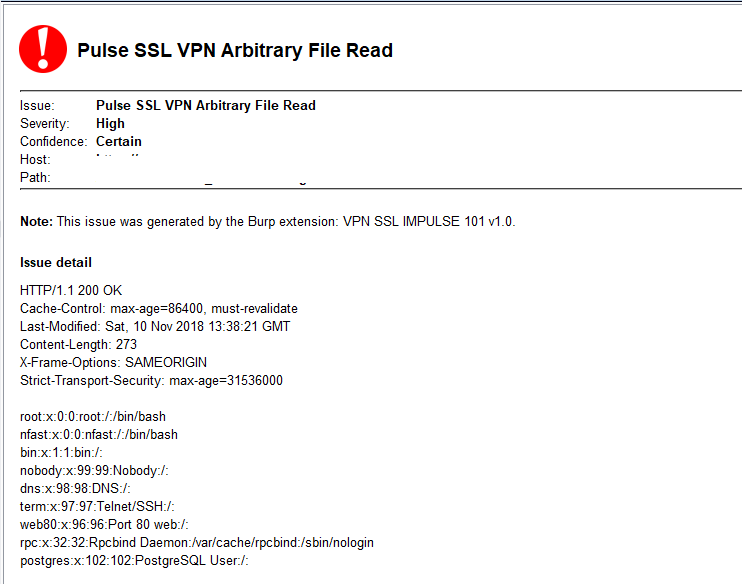 Pulse SSL VPN Arbitrary File Read
Issue: Pulse SSL VPN Arbitrary File Read
Severity: High
Confidence: Certain
Host:
Path:
Note: This issue was generated by the Burp extension: VPN SSL IMPULSE 101 v1.0.
Issue detail
HTTP/1.1 200 OK
Cache-Control: max-age=86400, must-revalidate
Last-Modified: Sat, 10 Nov 2018 13:38:21 GMT
Content-Length: 273
X-Frame-Options: SAMEORIGIN
Strict-Transport-Security: max-age=31536000
root:x:0:0:root:/:/bin/bash
nfast:x:0:0:nfast:/:/bin/bash
bin:x:1:1:bin:/:
nobody:x:99:99:Nobody:/:
dns:x:98:98:DNS:/:
term:x:97:97:Telnet/SSH:/:
web80:x:96:96:Port 80 web:/:
rpc:x:32:32:Rpcbind Daemon:/var/cache/rpcbind:/sbin/nologin
postgres:x:102:102:PostgreSQL User:/: